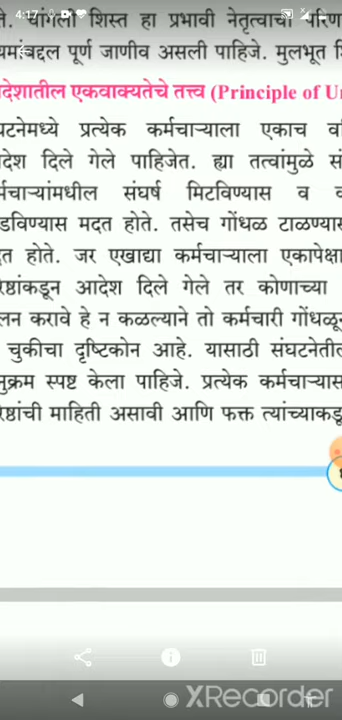 4:17
ते. चांगली शिस्त हा प्रभावी नेतृत्वाचा
यमांबद्दल पूर्ण जाणीव असली पाहिजे. मुलभूत
देशातील एकवाक्यतेचे तत्त्व (Principle of U
घटनेमध्ये प्रत्येक कर्मचाऱ्याला एकाच
देश दिले गेले पाहिजेत. ह्या तत्वांमुळे
र्मचाऱ्यांमधील संघर्ष मिटविण्यास व
डविण्यास मदत होते. तसेच गोंधळ टाळण्यास
त होते. जर एखाद्या कर्मचाऱ्याला एकापेक्षा
रिष्ठांकडून आदेश दिले गेले तर कोणाच्या
लन करावे हे न कळल्याने तो कर्मचारी गोंधळून
चुकीचा दृष्टिकोन आहे. यासाठी संघटनेतील
नुक्रम स्पष्ट केला पाहिजे. प्रत्येक कर्मचाऱ्यास
रिष्ठांची माहिती असावी आणि फक्त त्यांच्याकडू
XRecorder